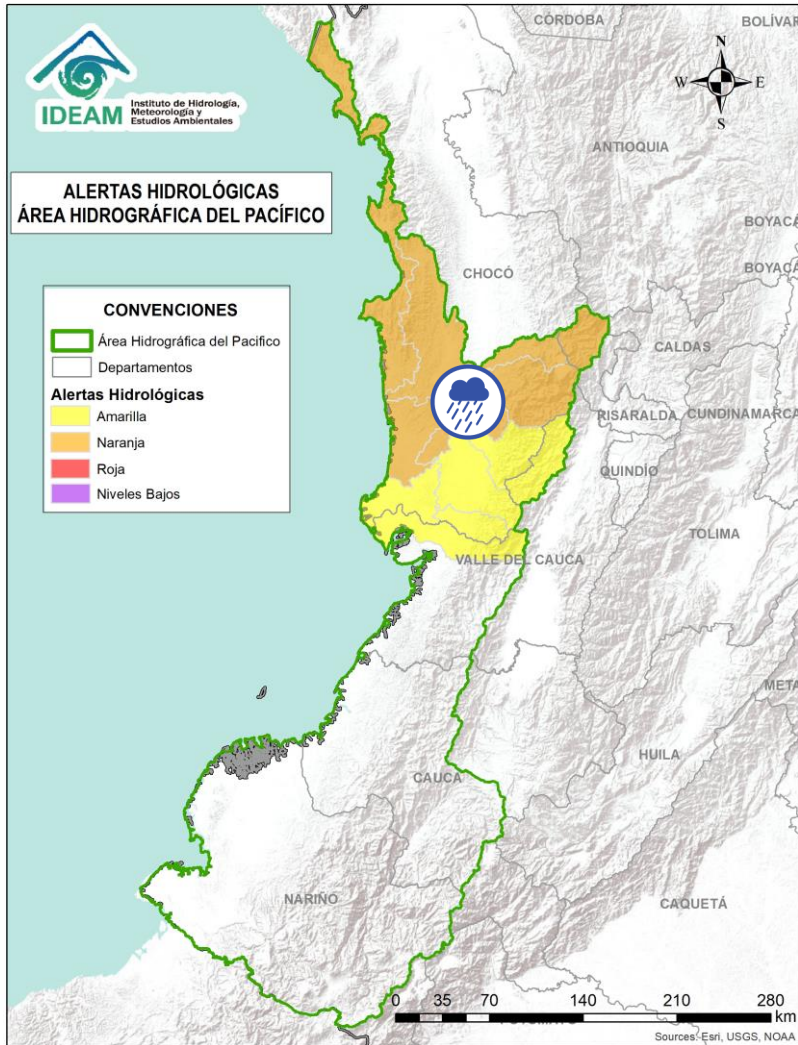 IDEAM
Instituto de Hidrología,
Meteorología y
Estudios Ambientales
ALERTAS HIDROLÓGICAS
ÁREA HIDROGRÁFICA DEL PACÍFICO
CONVENCIONES
Área Hidrográfica del Pacifico
Departamentos
Alertas Hidrológicas
Amarilla
Naranja
Roja
Niveles Bajos
N
W
E
S
CÓRDOBA
BOLÍVAR
ANTIOQUIA
BOYACÁ
BOYACÁ
CHOCÓ
CALDAS
RISARALDA
CUNDINAMARCA
QUINDÍO
TOLIMA
VALLE DEL CAUCA
META
HUILA
CAUCA
NARIÑO
CAQUETÁ
0 35 70 140 210 280
km
Sources: Esri, USGS, NOAA